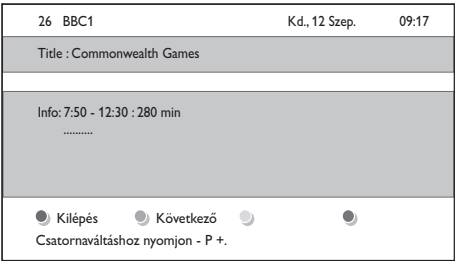 26 BBC1 Kd., 12 Szep. 09:17
Title : Commonwealth Games
Info: 7:50 - 12:30 : 280 min
..........
Kilépés Következő
Csatornaváltáshoz nyomjon - P +.